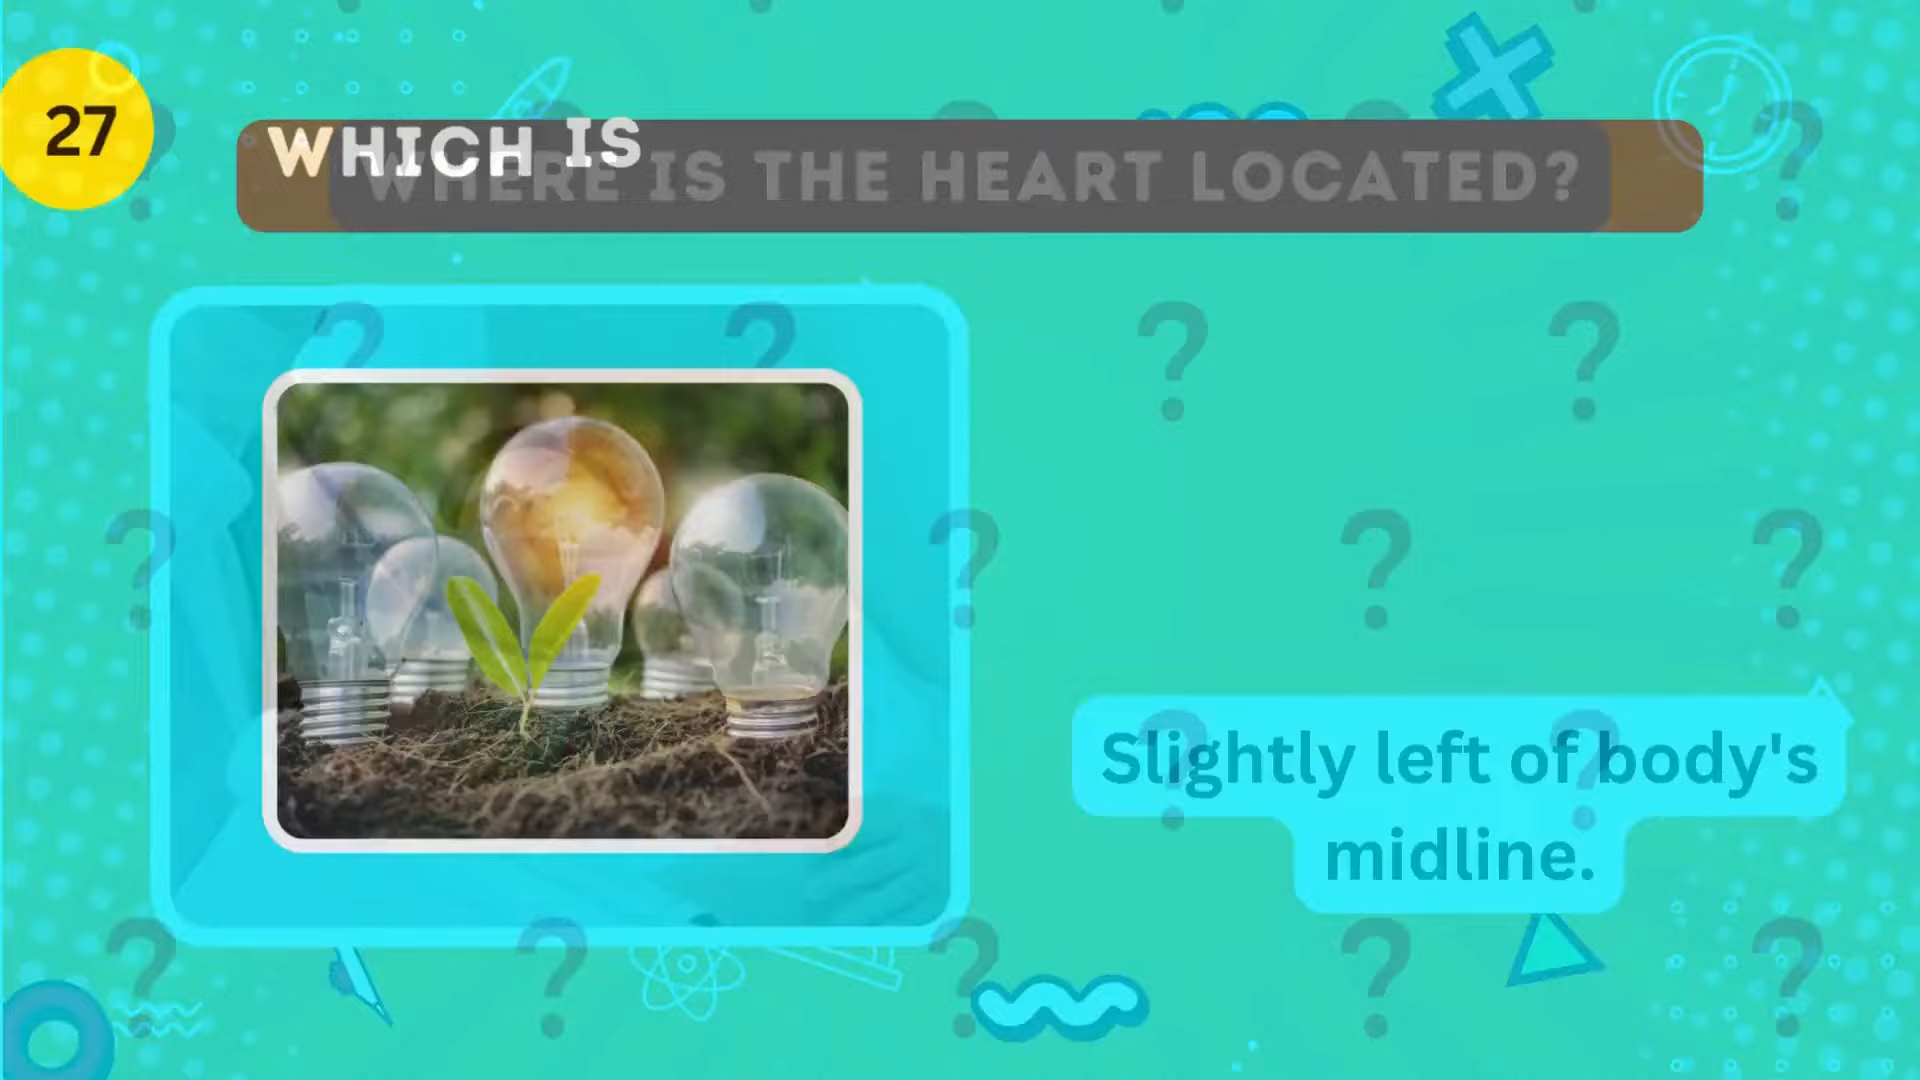 27
WHICH IS
WHERE IS THE HEART LOCATED?
Slightly left of body's
midline.